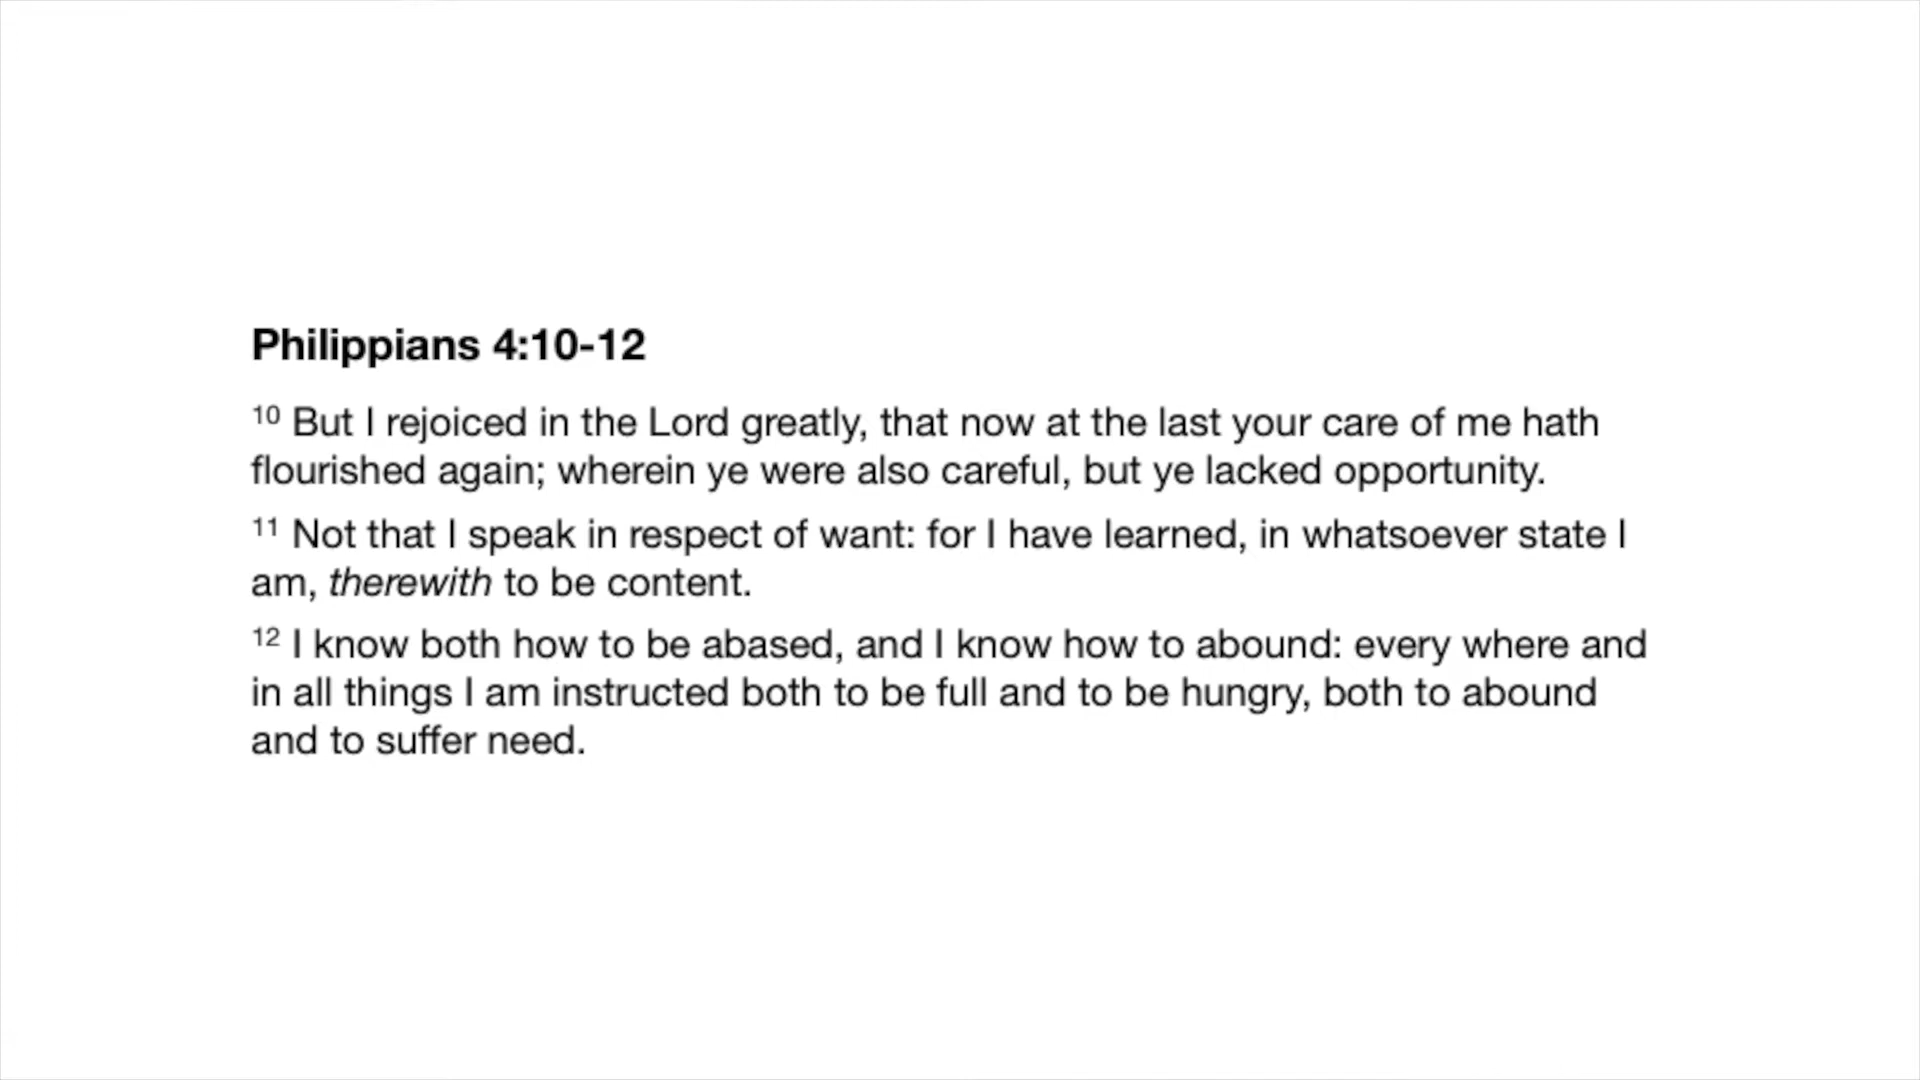 Philippians 4:10-12
10 But I rejoiced in the Lord greatly, that now at the last your care of me hath
flourished again; wherein ye were also careful, but ye lacked opportunity.
11 Not that I speak in respect of want: for I have learned, in whatsoever state I
am, therewith to be content.
12 I know both how to be abased, and I know how to abound: every where and
in all things I am instructed both to be full and to be hungry, both to abound
and to suffer need.